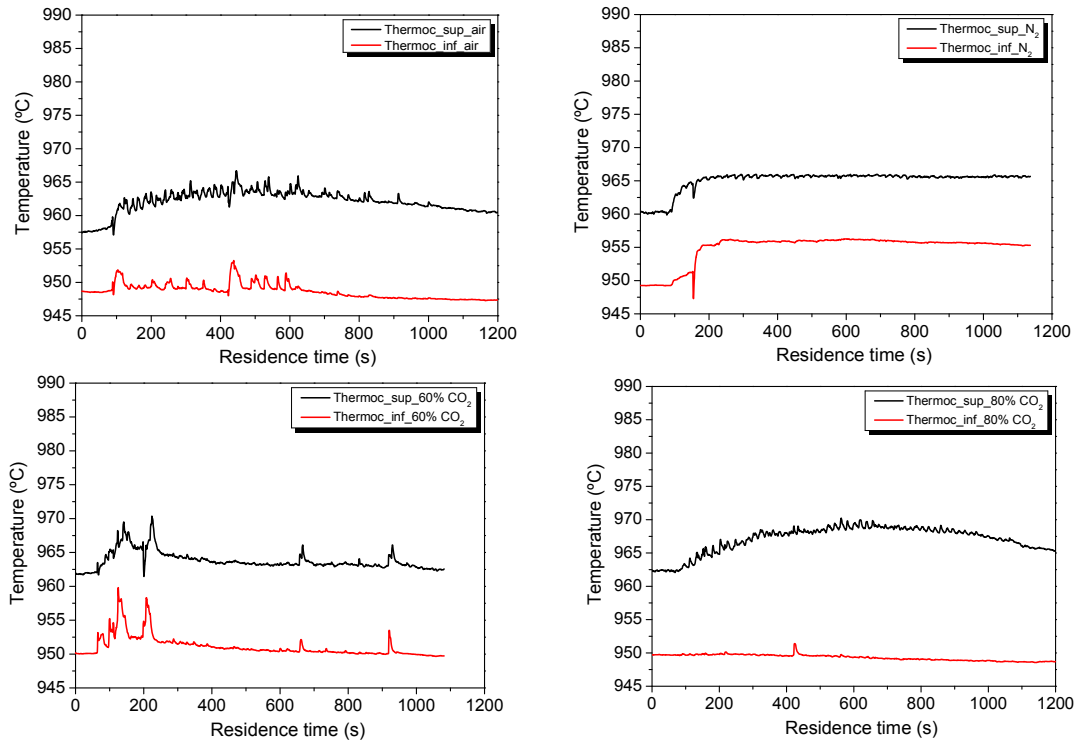 990
985
980
975
970
965
960
955
950
945
Temperature (ºC)
Thermoc_sup_air
Thermoc_inf_air
0 200 400 600 800 1000 1200
Residence time (s)
990
985
980
975
970
965
960
955
950
945
Temperature (ºC)
Thermoc_sup_N₂
Thermoc_inf_N₂
0 200 400 600 800 1000 1200
Residence time (s)
990
985
980
975
970
965
960
955
950
945
Temperature (ºC)
Thermoc_sup_60% CO₂
Thermoc_inf_60% CO₂
0 200 400 600 800 1000 1200
Residence time (s)
990
985
980
975
970
965
960
955
950
945
Temperature (ºC)
Thermoc_sup_80% CO₂
Thermoc_inf_80% CO₂
0 200 400 600 800 1000 1200
Residence time (s)